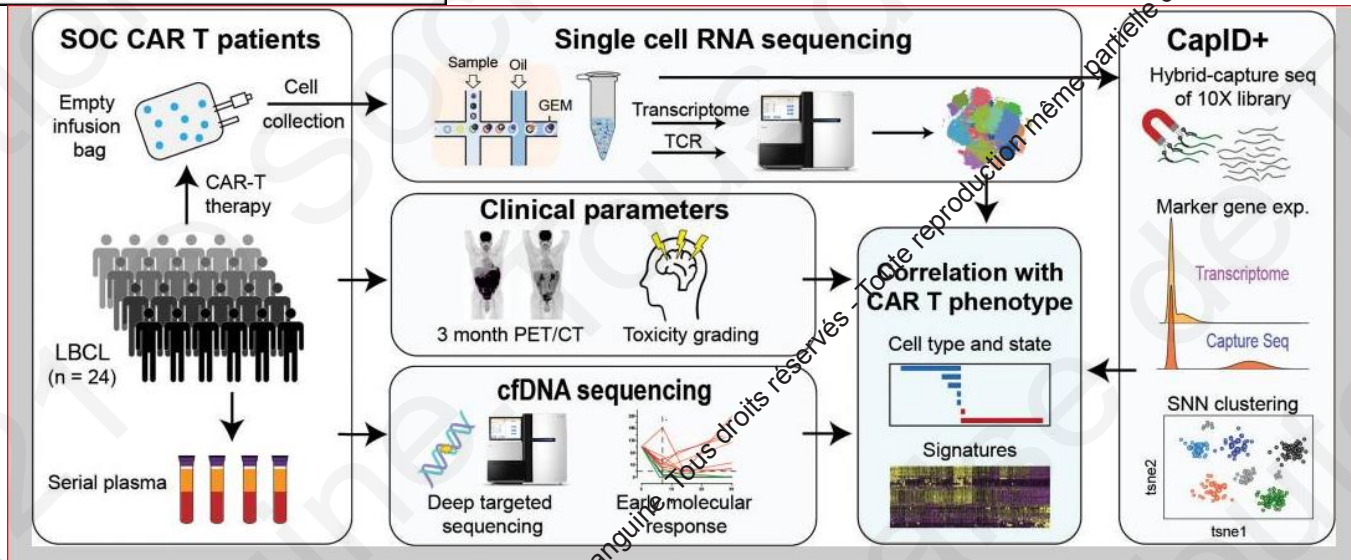 SOC CAR T patients
Empty
infusion
bag
Cell
collection
CAR-T
therapy
LBCL
(n = 24)
Serial plasma
Single cell RNA sequencing
Sample
Oil
GEM
Transcriptome
TCR
Clinical parameters
3 month PET/CT
Toxicity grading
cfDNA sequencing
Deep targeted
sequencing
Early molecular
response
Correlation with
CAR T phenotype
Cell type and state
Signatures
CapID+
Hybrid-capture seq
of 10X library
Marker gene exp.
Transcriptome
Capture Seq
SNN clustering
tsne2
tsne1
anguine. Tous droits réservés - Toute reproduction même partielle